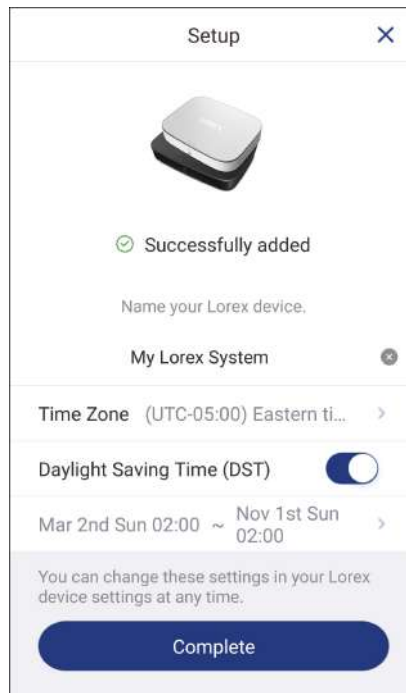 Setup
Successfully added
Name your Lorex device.
My Lorex System
Time Zone (UTC-05:00) Eastern ti...
Daylight Saving Time (DST)
Mar 2nd Sun 02:00 ~ Nov 1st Sun
02:00
You can change these settings in your Lorex
device settings at any time.
Complete